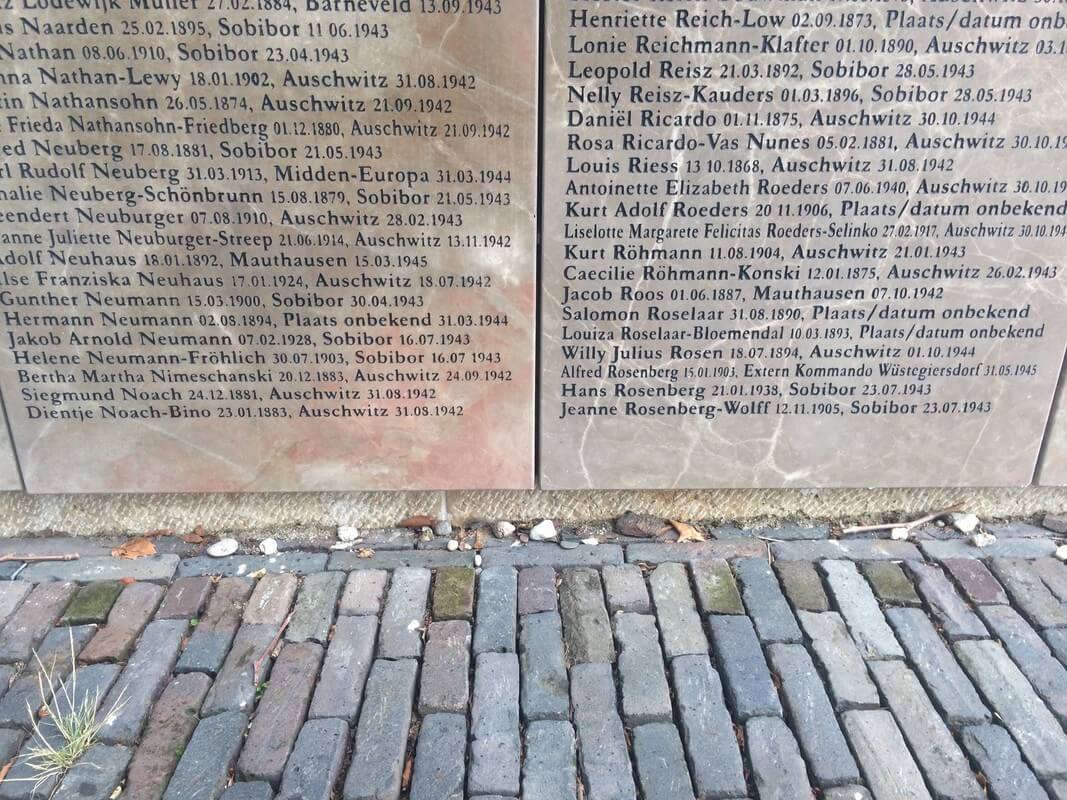 Lodewijk Müller 27.02.1884, Barneveld 13.09.1943
Naarden 25.02.1895, Sobibor 11 06.1943
Nathan 08.06.1910, Sobibor 23.04.1943
Nathan-Lewy 18.01.1902, Auschwitz 31.08.1942
Nathansohn 26.05.1874, Auschwitz 21.09.1942
Frieda Nathansohn-Friedberg 01.12.1880, Auschwitz 21.09.1942
Neuberg 17.08.1881, Sobibor 21.05.1943
Rudolf Neuberg 31.03.1913, Midden-Europa 31.03.1944
Neuberg-Schönbrunn 15.08.1879, Sobibor 21.05.1943
Neuburger 07.08.1910, Auschwitz 28.02.1943
Juliette Neuburger-Streep 21.06.1914, Auschwitz 13.11.1942
Adolf Neuhaus 18.01.1892, Mauthausen 15.03.1945
Ilse Franziska Neuhaus 17.01.1924, Auschwitz 18.07.1942
Gunther Neumann 15.03.1900, Sobibor 30.04.1943
Hermann Neumann 02.08.1894, Plaats onbekend 31.03.1944
Jakob Arnold Neumann 07.02.1928, Sobibor 16.07.1943
Helene Neumann-Fröhlich 30.07.1903, Sobibor 16.07 1943
Bertha Martha Nimeschanski 20.12.1883, Auschwitz 24.09.1942
Siegmund Noach 24.12.1881, Auschwitz 31.08.1942
Dientje Noach-Bino 23.01.1883, Auschwitz 31.08.1942
Henriette Reich-Low 02.09.1873, Plaats/datum onb
Lonie Reichmann-Klafter 01.10.1890, Auschwitz 03.1
Leopold Reisz 21.03.1892, Sobibor 28.05.1943
Nelly Reisz-Kauders 01.03.1896, Sobibor 28.05.1943
Daniël Ricardo 01.11.1875, Auschwitz 30.10.1944
Rosa Ricardo-Vas Nunes 05.02.1881, Auschwitz 30.10.19
Louis Riess 13 10.1868, Auschwitz 31.08.1942
Antoinette Elizabeth Roeders 07.06.1940, Auschwitz 30.10.19
Kurt Adolf Roeders 20 11.1906, Plaats/datum onbekend
Liselotte Margarete Felicitas Roeders-Selinko 27.02.1917, Auschwitz 30.10.194
Kurt Röhmann 11.08.1904, Auschwitz 21.01.1943
Caecilie Röhmann-Konski 12.01.1875, Auschwitz 26.02.1943
Jacob Roos 01.06.1887, Mauthausen 07.10.1942
Salomon Roselaar 31.08.1890, Plaats/datum onbekend
Louiza Roselaar-Bloemendal 10.03.1893, Plaats/datum onbekend
Willy Julius Rosen 18.07.1894, Auschwitz 01.10.1944
Alfred Rosenberg 15.01.1903, Extern Kommando Wüstegiersdorf 31.05.1945
Hans Rosenberg 21.01.1938, Sobibor 23.07.1943
Jeanne Rosenberg-Wolff 12.11.1905, Sobibor 23.07.1943